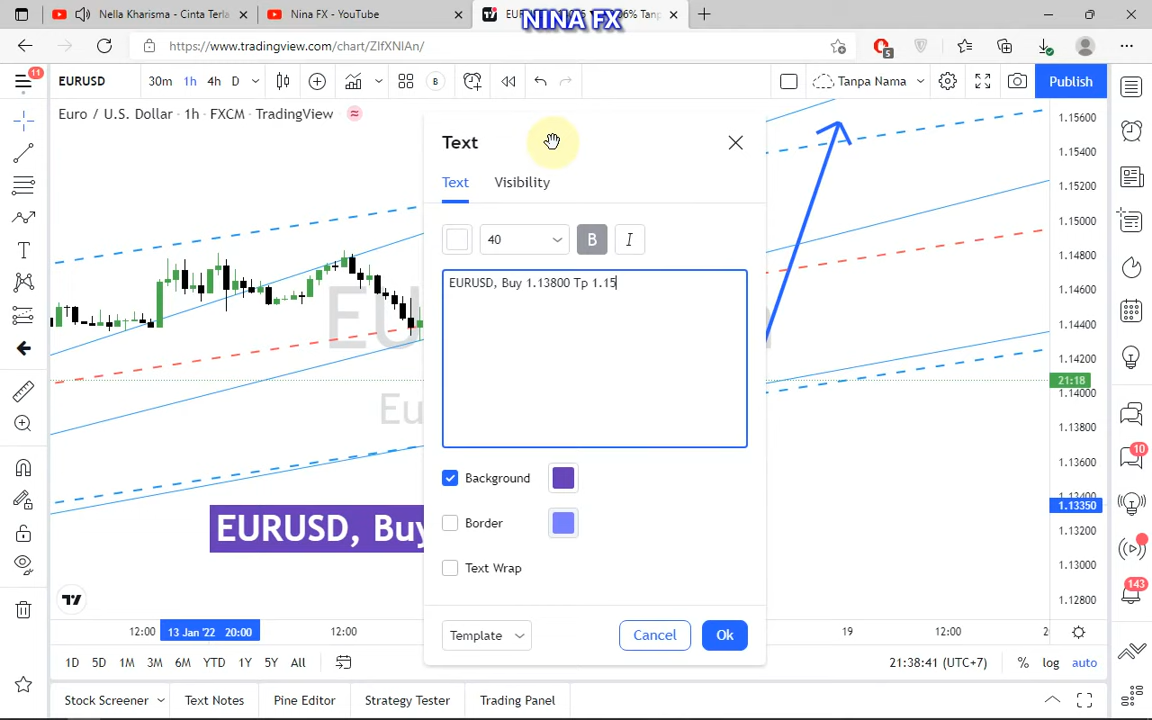 Nella Kharisma - Cinta Terla
Nina FX - YouTube
NINA FX
https://www.tradingview.com/chart/ZIfXNIAn/
5
11
EURUSD
30m 1h 4h D
B
Tanpa Nama
Publish
Euro / U.S. Dollar · 1h · FXCM · TradingView
Text
Text Visibility
40 B I
EURUSD, Buy 1.13800 Tp 1.15
Background
Border
Text Wrap
Template Cancel Ok
EURUSD, Buy
1.15600
1.15400
1.15200
1.15000
1.14800
1.14600
1.14400
1.14200
21:18
1.14000
1.13800
1.13600
1.13400
1.13350
1.13200
1.13000
1.12800
10
143
12:00 13 Jan '22 20:00 12:00 19 12:00 2
1D 5D 1M 3M 6M YTD 1Y 5Y All
21:38:41 (UTC+7) % log auto
Stock Screener Text Notes Pine Editor Strategy Tester Trading Panel